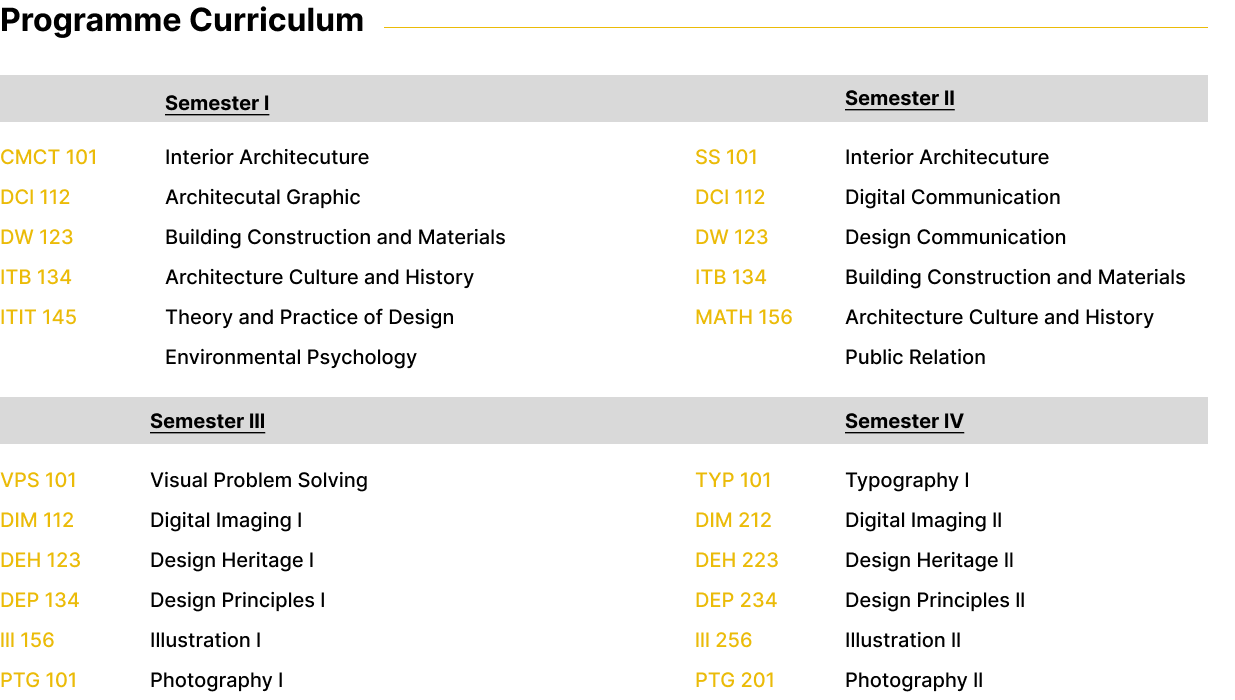 Programme Curriculum
Semester I
CMCT 101 Interior Architecuture
DCI 112 Architecutal Graphic
DW 123 Building Construction and Materials
ITB 134 Architecture Culture and History
ITIT 145 Theory and Practice of Design
Environmental Psychology
Semester II
SS 101 Interior Architecuture
DCI 112 Digital Communication
DW 123 Design Communication
ITB 134 Building Construction and Materials
MATH 156 Architecture Culture and History
Public Relation
Semester III
VPS 101 Visual Problem Solving
DIM 112 Digital Imaging I
DEH 123 Design Heritage I
DEP 134 Design Principles I
III 156 Illustration I
PTG 101 Photography I
Semester IV
TYP 101 Typography I
DIM 212 Digital Imaging II
DEH 223 Design Heritage II
DEP 234 Design Principles II
III 256 Illustration II
PTG 201 Photography II